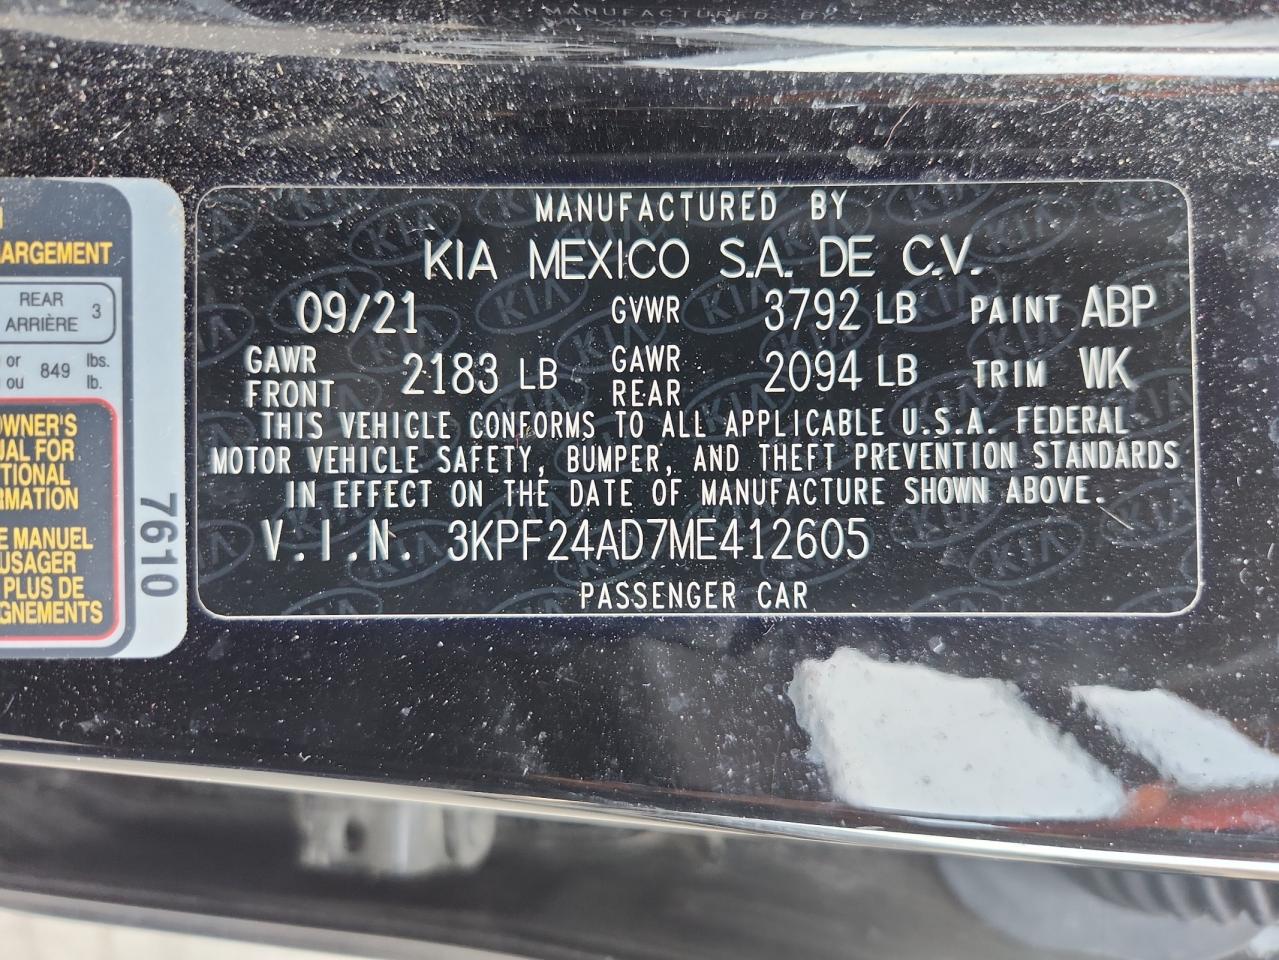 MANUFACTURED BY
KIA MEXICO S.A. DE C.V.
09/21 GVWR 3792 LB PAINT ABP
GAWR FRONT 2183 LB GAWR REAR 2094 LB TRIM WK
THIS VEHICLE CONFORMS TO ALL APPLICABLE U.S.A. FEDERAL
MOTOR VEHICLE SAFETY, BUMPER, AND THEFT PREVENTION STANDARDS
IN EFFECT ON THE DATE OF MANUFACTURE SHOWN ABOVE.
V.I.N. 3KPF24AD7ME412605
PASSENGER CAR
ARGEMENT
REAR
ARRIÈRE 3
or 849 lbs.
ou lb.
OWNER'S
UAL FOR
TIONAL
RMATION
E MANUEL
USAGER
PLUS DE
GNEMENTS
7610